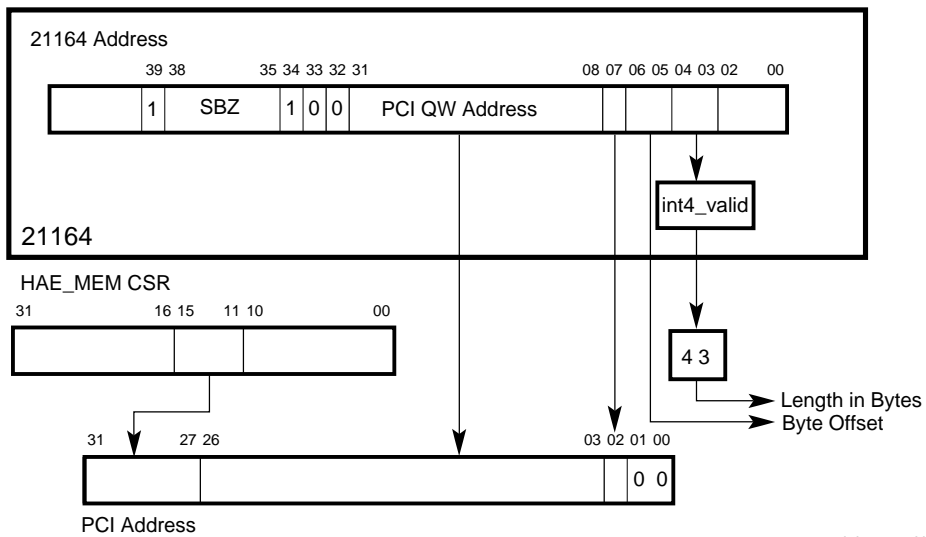 21164 Address
39 38 35 34 33 32 31 08 07 06 05 04 03 02 00
1 SBZ 1 0 0 PCI QW Address
int4_valid
21164
HAE_MEM CSR
31 16 15 11 10 00
4 3
Length in Bytes
Byte Offset
31 27 26 03 02 01 00
0 0
PCI Address